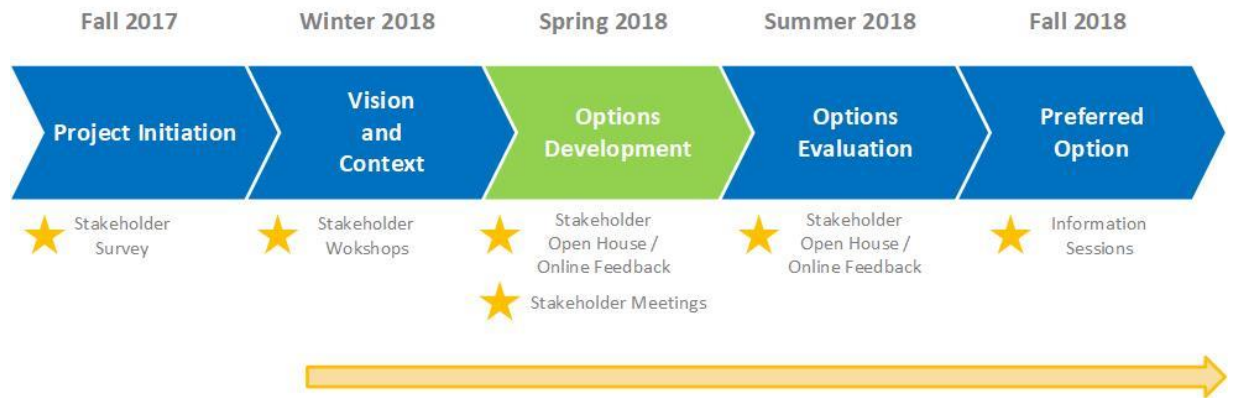 Fall 2017
Winter 2018
Spring 2018
Summer 2018
Fall 2018
Project Initiation
Vision
and
Context
Options
Development
Options
Evaluation
Preferred
Option
Stakeholder
Survey
Stakeholder
Wokshops
Stakeholder
Open House /
Online Feedback
Stakeholder Meetings
Stakeholder
Open House /
Online Feedback
Information
Sessions